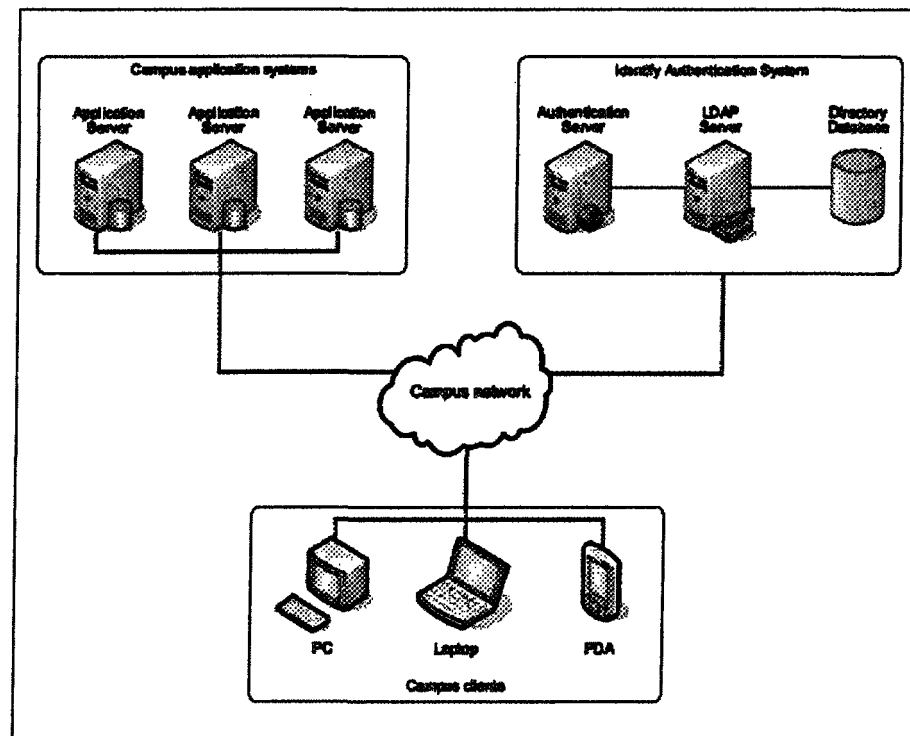 Campus application systems
Application
Server
Application
Server
Application
Server
Identify Authentication System
Authentication
Server
LDAP
Server
Directory
Database
Campus network
PC
Laptop
PDA
Campus clients